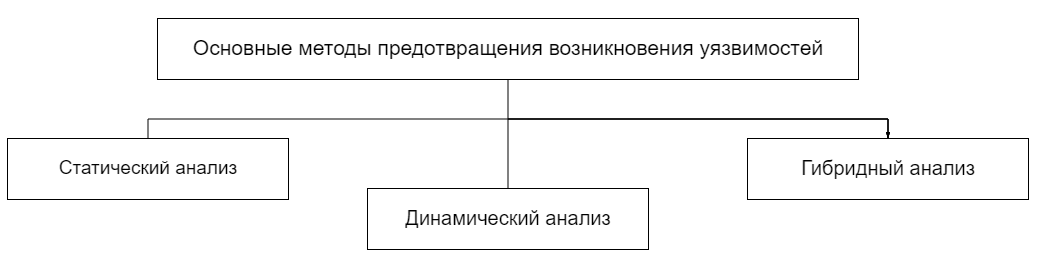 Основные методы предотвращения возникновения уязвимостей
Статический анализ
Динамический анализ
Гибридный анализ